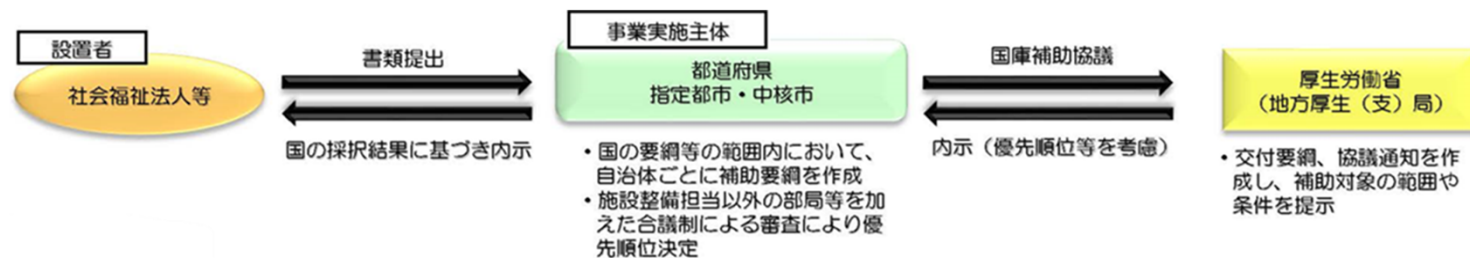 設置者
社会福祉法人等
書類提出
国の採択結果に基づき内示
事業実施主体
都道府県
指定都市・中核市
・国の要綱等の範囲内において、
自治体ごとに補助要綱を作成
・施設整備担当以外の部局等を加
えた合議制による審査により優
先順位決定
国庫補助協議
内示（優先順位等を考慮）
厚生労働省
（地方厚生（支）局）
・交付要綱、協議通知を作
成し、補助対象の範囲や
条件を提示